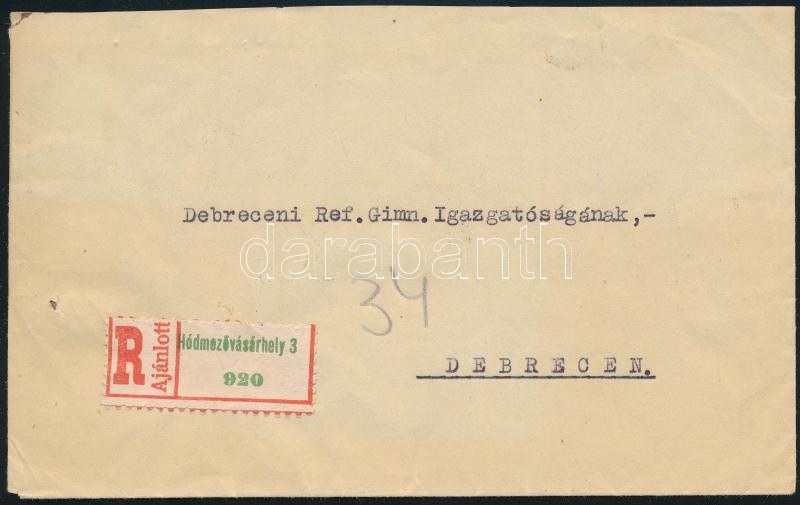 Debreceni Ref. Gimn. Igazgatóságának,-
darabanth
34
R
Ajánlott
Hódmezővásárhely 3
920
DEBRECEN.